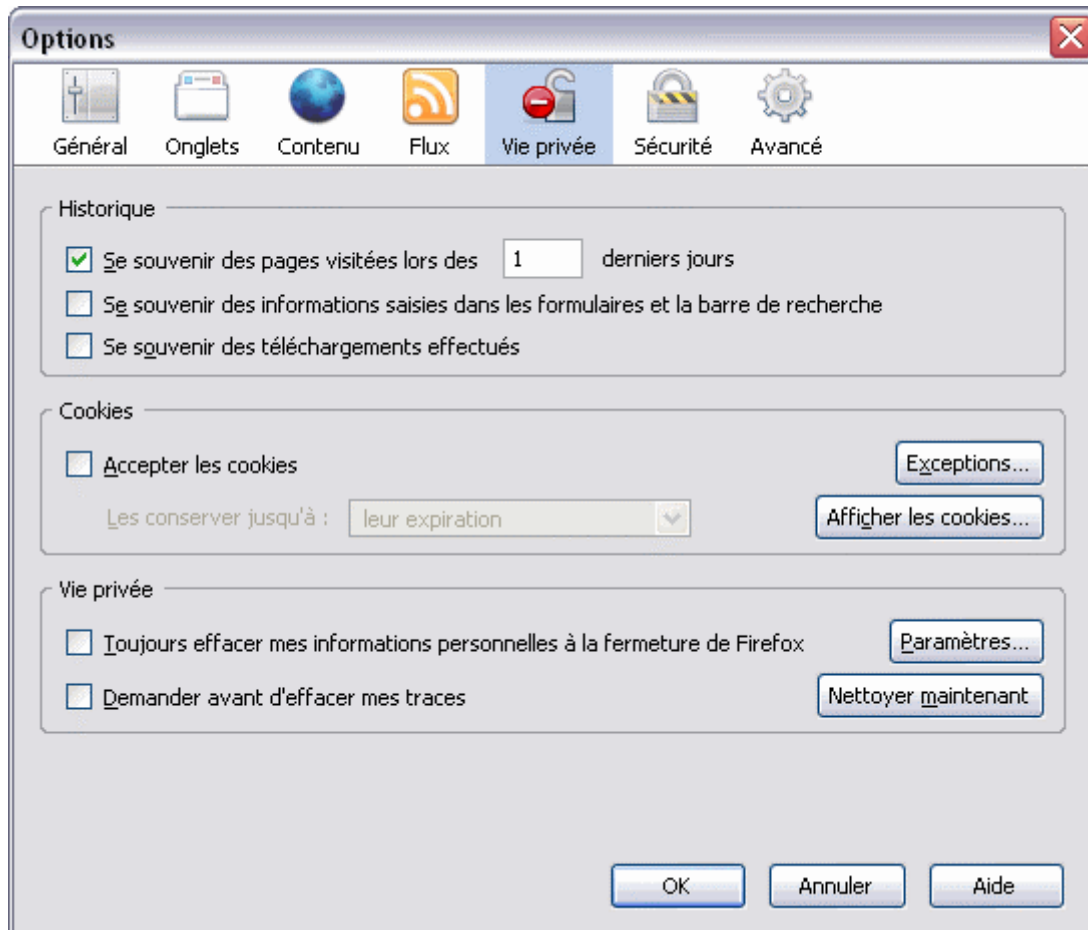 Options
Général Onglets Contenu Flux Vie privée Sécurité Avancé
Historique
Se souvenir des pages visitées lors des 1 derniers jours
Se souvenir des informations saisies dans les formulaires et la barre de recherche
Se souvenir des téléchargements effectués
Cookies
Accepter les cookies Exceptions...
Les conserver jusqu'à : leur expiration Afficher les cookies...
Vie privée
Toujours effacer mes informations personnelles à la fermeture de Firefox Paramètres...
Demander avant d'effacer mes traces Nettoyer maintenant
OK Annuler Aide